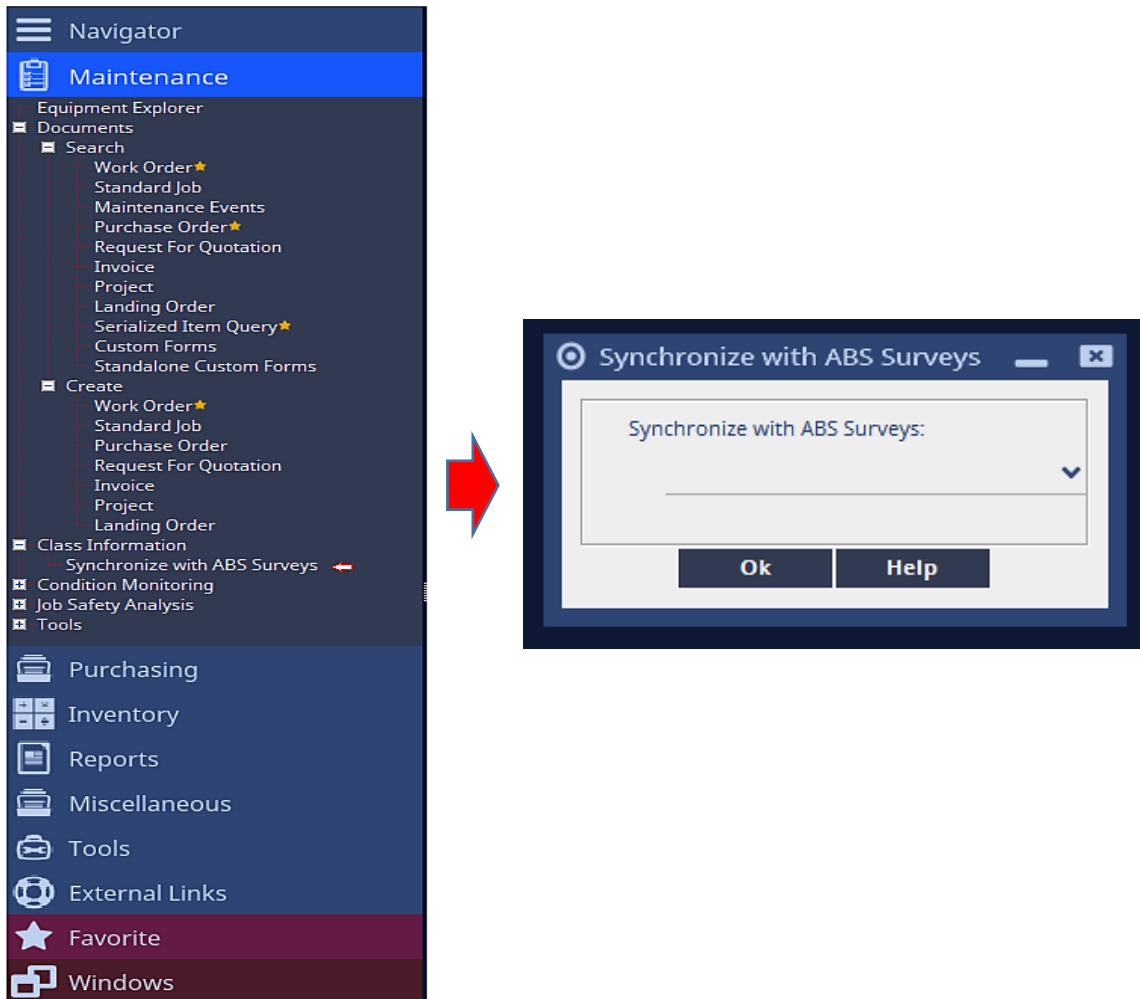 Navigator
Maintenance
Equipment Explorer
Documents
Search
Work Order
Standard Job
Maintenance Events
Purchase Order
Request For Quotation
Invoice
Project
Landing Order
Serialized Item Query
Custom Forms
Standalone Custom Forms
Create
Work Order
Standard Job
Purchase Order
Request For Quotation
Invoice
Project
Landing Order
Class Information
Synchronize with ABS Surveys
Condition Monitoring
Job Safety Analysis
Tools
Purchasing
Inventory
Reports
Miscellaneous
Tools
External Links
Favorite
Windows
Synchronize with ABS Surveys
Synchronize with ABS Surveys:
Ok Help